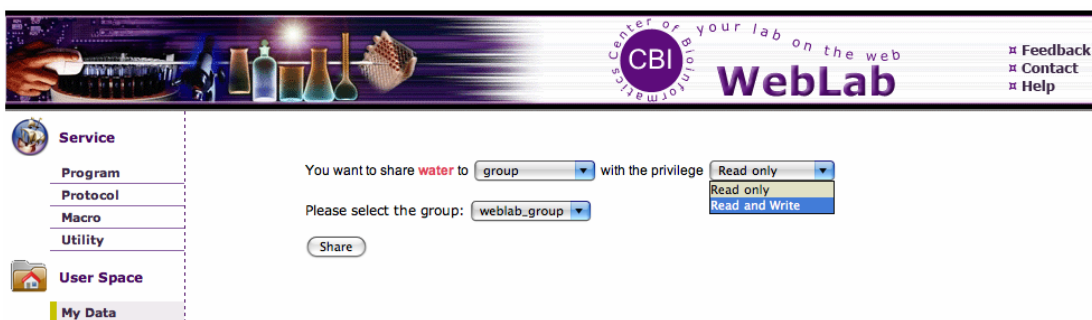 Center of Bioinformatics
CBI
your lab on the web
WebLab
¤ Feedback
¤ Contact
¤ Help
Service
Program
Protocol
Macro
Utility
User Space
My Data
You want to share water to group with the privilege Read only
Read only
Read and Write
Please select the group: weblab_group
Share